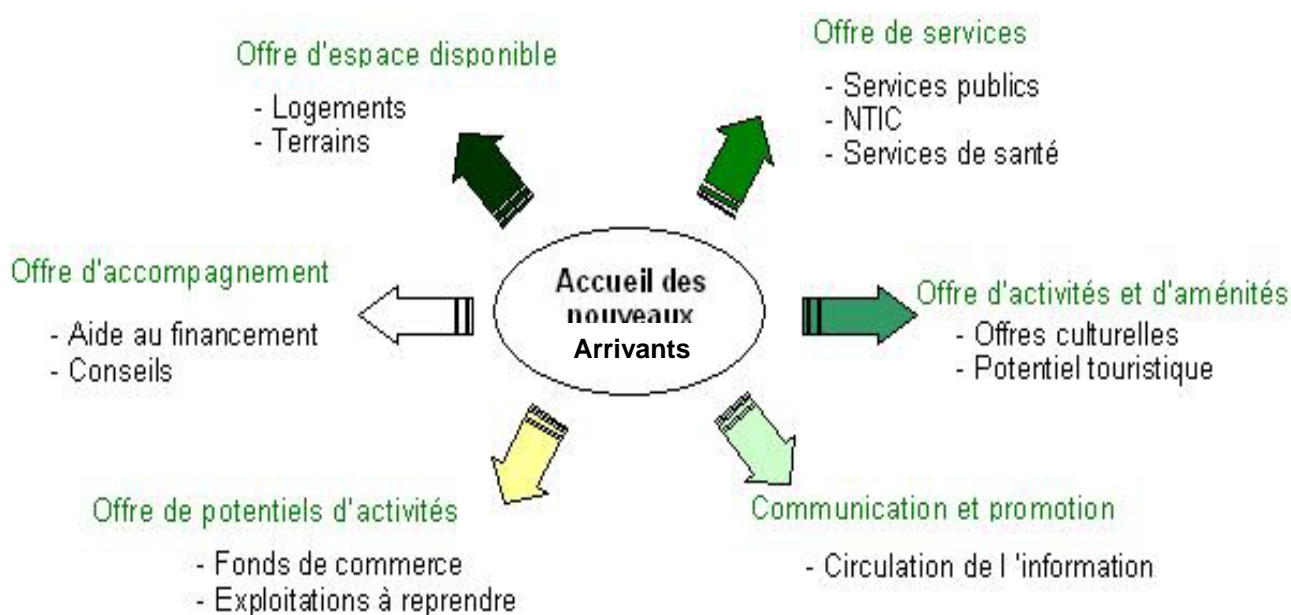 Offre d'espace disponible
- Logements
- Terrains
Offre de services
- Services publics
- NTIC
- Services de santé
Offre d'accompagnement
- Aide au financement
- Conseils
Accueil des
nouveaux
Arrivants
Offre d'activités et d'aménités
- Offres culturelles
- Potentiel touristique
Offre de potentiels d'activités
- Fonds de commerce
- Exploitations à reprendre
Communication et promotion
- Circulation de l 'information